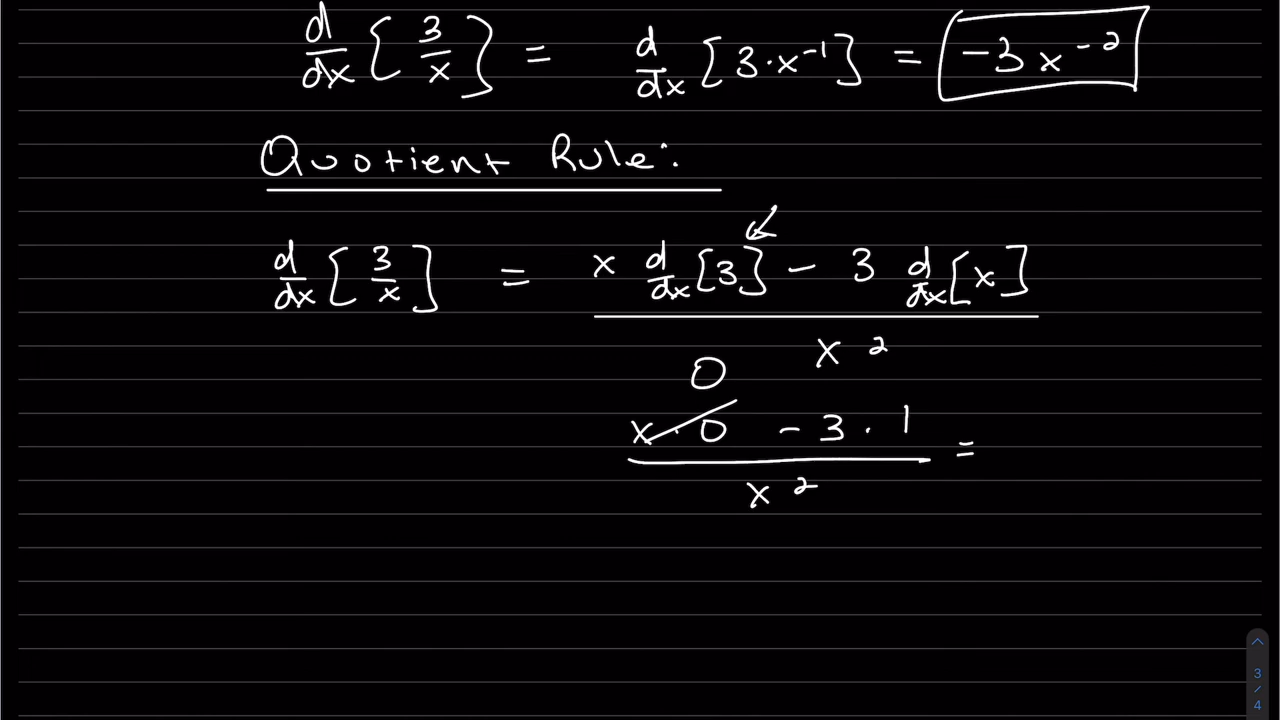 d/dx [ 3/x ] = d/dx [ 3·x⁻¹ ] = -3x⁻²
Quotient Rule:
d/dx [ 3/x ] = (x d/dx [3] - 3 d/dx [x]) / x²
0
(x·0 - 3·1) / x² =
3 / 4